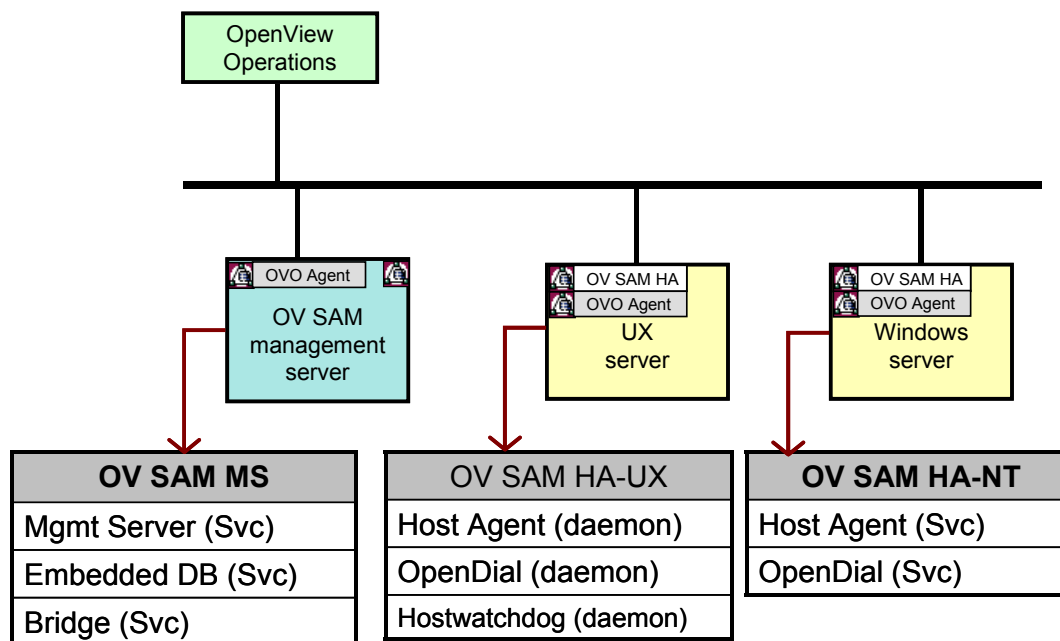 OpenView
Operations
OVO Agent
OV SAM
management
server
OV SAM HA
OVO Agent
UX
server
OV SAM HA
OVO Agent
Windows
server
OV SAM MS
Mgmt Server (Svc)
Embedded DB (Svc)
Bridge (Svc)
OV SAM HA-UX
Host Agent (daemon)
OpenDial (daemon)
Hostwatchdog (daemon)
OV SAM HA-NT
Host Agent (Svc)
OpenDial (Svc)